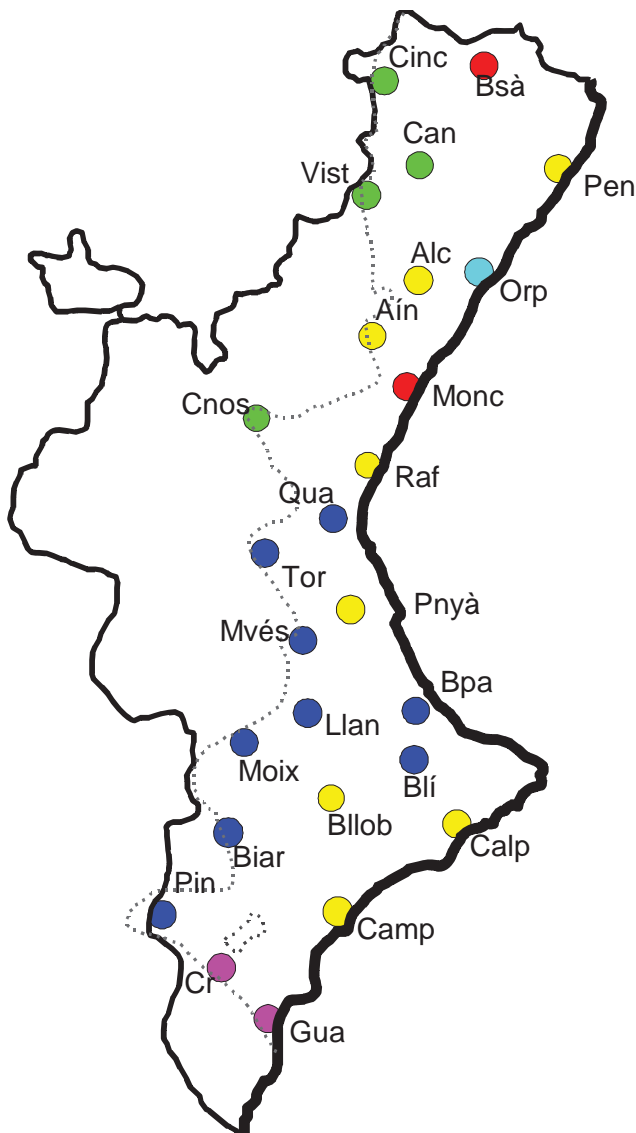 Cinc
Bsà
Can
Vist
Pen
Alc
Orp
Aín
Monc
Cnos
Raf
Qua
Tor
Pnyà
Mvés
Bpa
Llan
Moix
Blí
Bllob
Calp
Biar
Pin
Camp
Cr
Gua